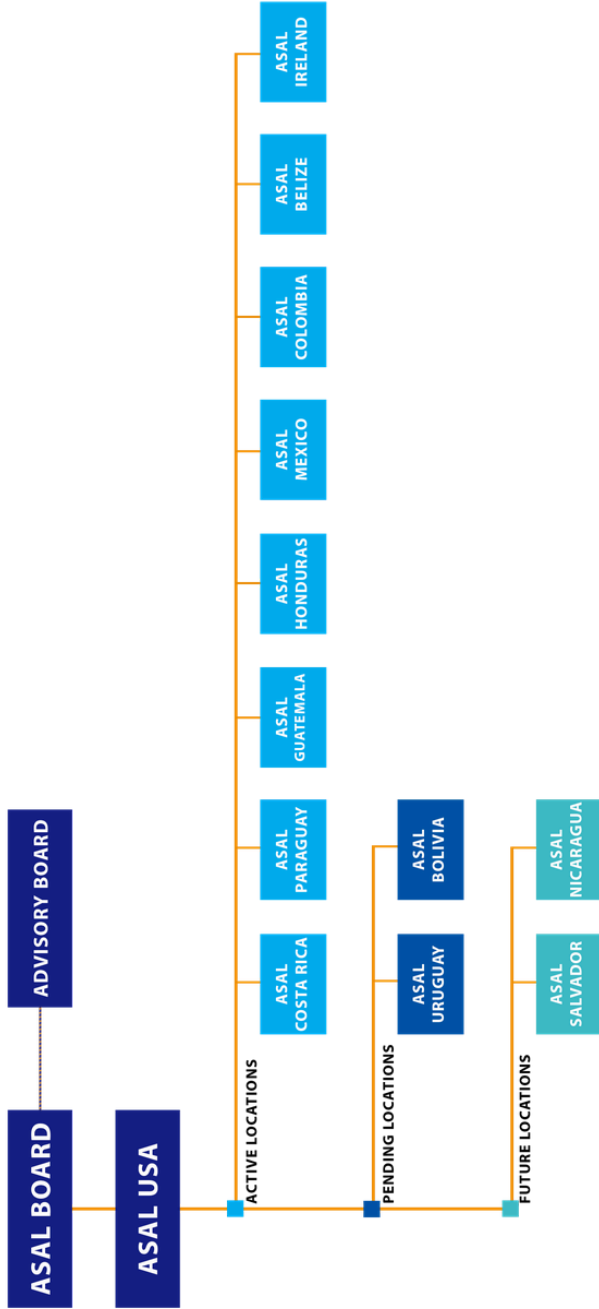 ASAL BOARD
ADVISORY BOARD
ASAL USA
ACTIVE LOCATIONS
ASAL
COSTA RICA
ASAL
PARAGUAY
ASAL
GUATEMALA
ASAL
HONDURAS
ASAL
MEXICO
ASAL
COLOMBIA
ASAL
BELIZE
ASAL
IRELAND
PENDING LOCATIONS
ASAL
URUGUAY
ASAL
BOLIVIA
FUTURE LOCATIONS
ASAL
SALVADOR
ASAL
NICARAGUA